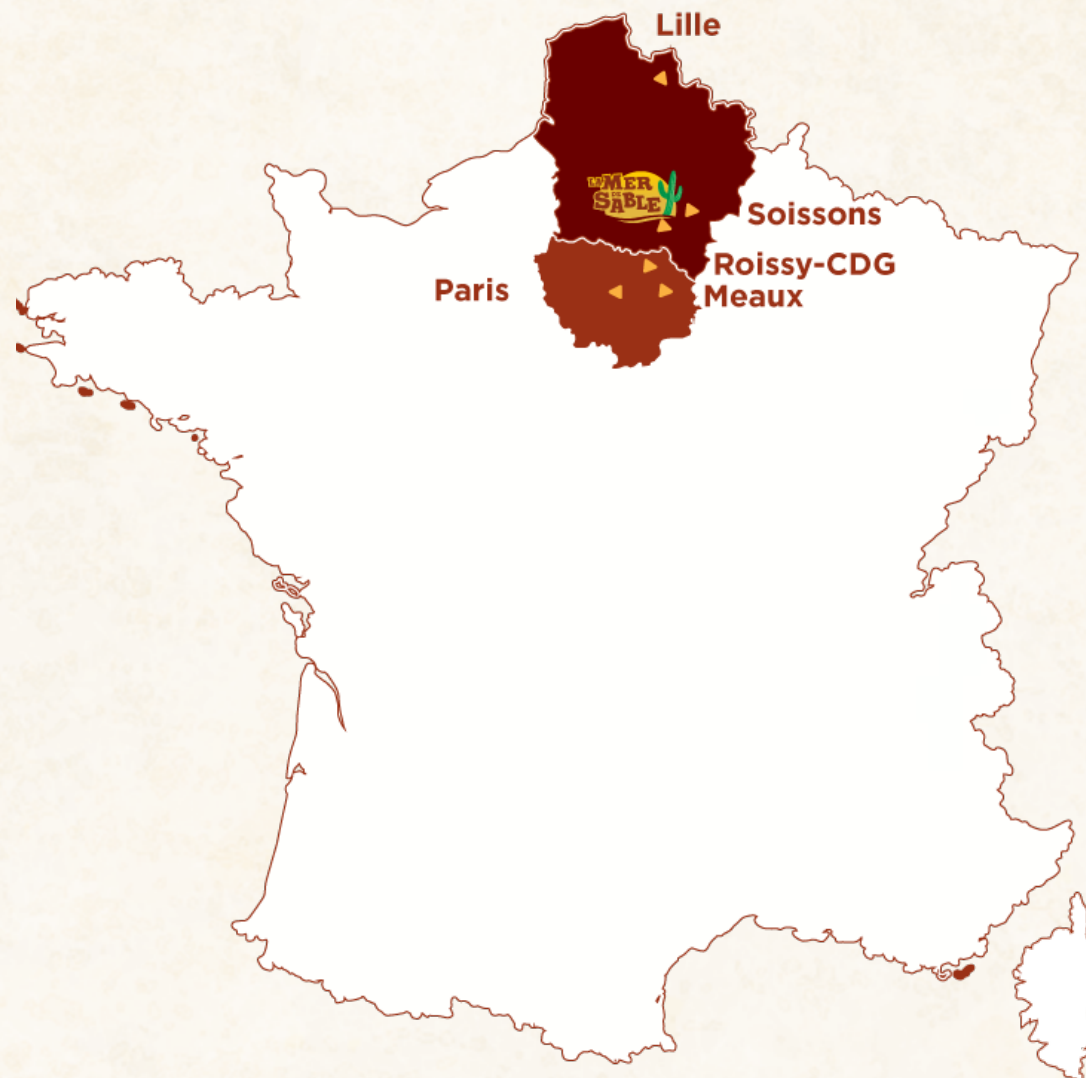 Lille
LA MER
DE
SABLE
Soissons
Roissy-CDG
Paris
Meaux